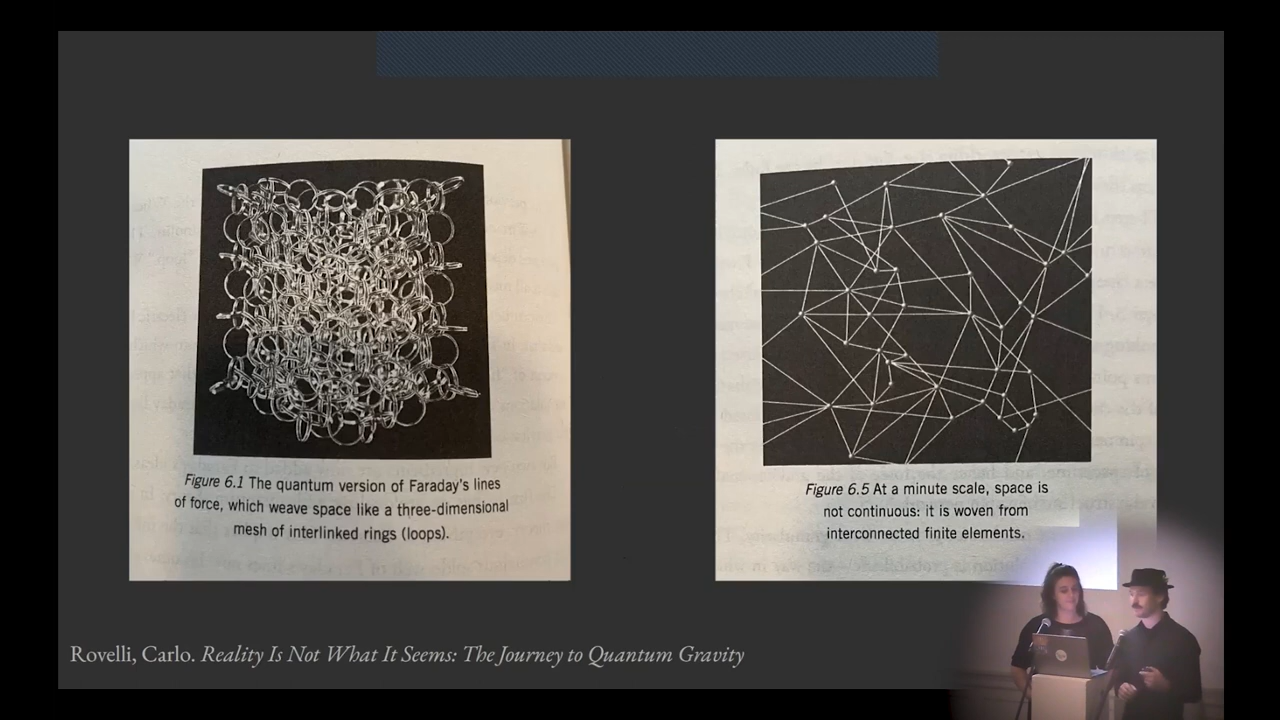 Figure 6.1 The quantum version of Faraday's lines
of force, which weave space like a three-dimensional
mesh of interlinked rings (loops).
Figure 6.5 At a minute scale, space is
not continuous: it is woven from
interconnected finite elements.
Rovelli, Carlo. Reality Is Not What It Seems: The Journey to Quantum Gravity